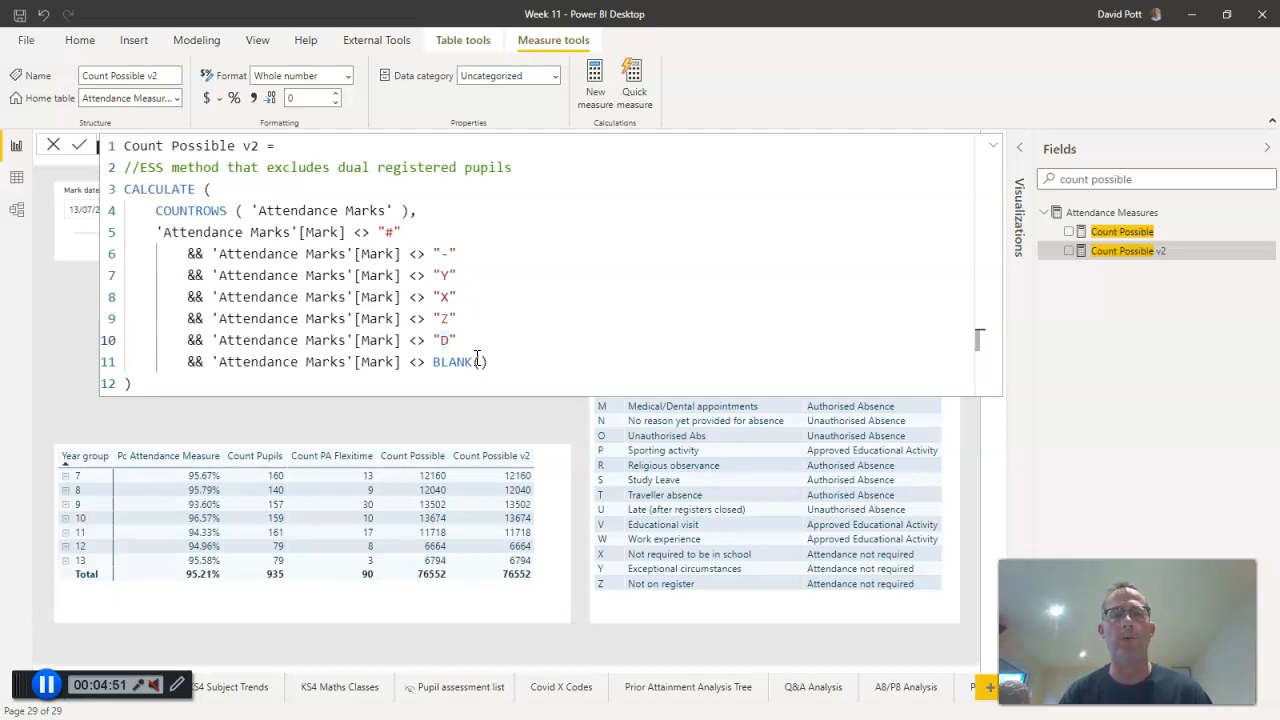 Week 11 - Power BI Desktop
David Pott
File
Home
Insert
Modeling
View
Help
External Tools
Table tools
Measure tools
Name
Count Possible v2
Home table
Attendance Measur...
Structure
Format
Whole number
$ % 9 0
Formatting
Data category
Uncategorized
Properties
New measure
Quick measure
Calculations
1 Count Possible v2 =
2 //ESS method that excludes dual registered pupils
3 CALCULATE (
4 COUNTROWS ( 'Attendance Marks' ),
5 'Attendance Marks'[Mark] <> "#"
6 && 'Attendance Marks'[Mark] <> "-"
7 && 'Attendance Marks'[Mark] <> "Y"
8 && 'Attendance Marks'[Mark] <> "X"
9 && 'Attendance Marks'[Mark] <> "Z"
10 && 'Attendance Marks'[Mark] <> "D"
11 && 'Attendance Marks'[Mark] <> BLANK()
12 )
Mark date
13/07/2
Visualizations
Fields
count possible
Attendance Measures
Count Possible
Count Possible v2
Year group Pc Attendance Measure Count Pupils Count PA Flexitime Count Possible Count Possible v2
7 95.67% 160 13 12160 12160
8 95.79% 140 9 12040 12040
9 93.60% 157 30 13502 13502
10 96.57% 159 10 13674 13674
11 94.33% 161 17 11718 11718
12 94.96% 79 8 6664 6664
13 95.58% 79 3 6794 6794
Total 95.21% 935 90 76552 76552
M Medical/Dental appointments Authorised Absence
N No reason yet provided for absence Unauthorised Absence
O Unauthorised Abs Unauthorised Absence
P Sporting activity Approved Educational Activity
R Religious observance Authorised Absence
S Study Leave Authorised Absence
T Traveller absence Authorised Absence
U Late (after registers closed) Unauthorised Absence
V Educational visit Approved Educational Activity
W Work experience Approved Educational Activity
X Not required to be in school Attendance not required
Y Exceptional circumstances Attendance not required
Z Not on register Attendance not required
00:04:51
KS4 Subject Trends
KS4 Maths Classes
Pupil assessment list
Covid X Codes
Prior Attainment Analysis Tree
Q&A Analysis
A8/P8 Analysis
Page 29 of 29